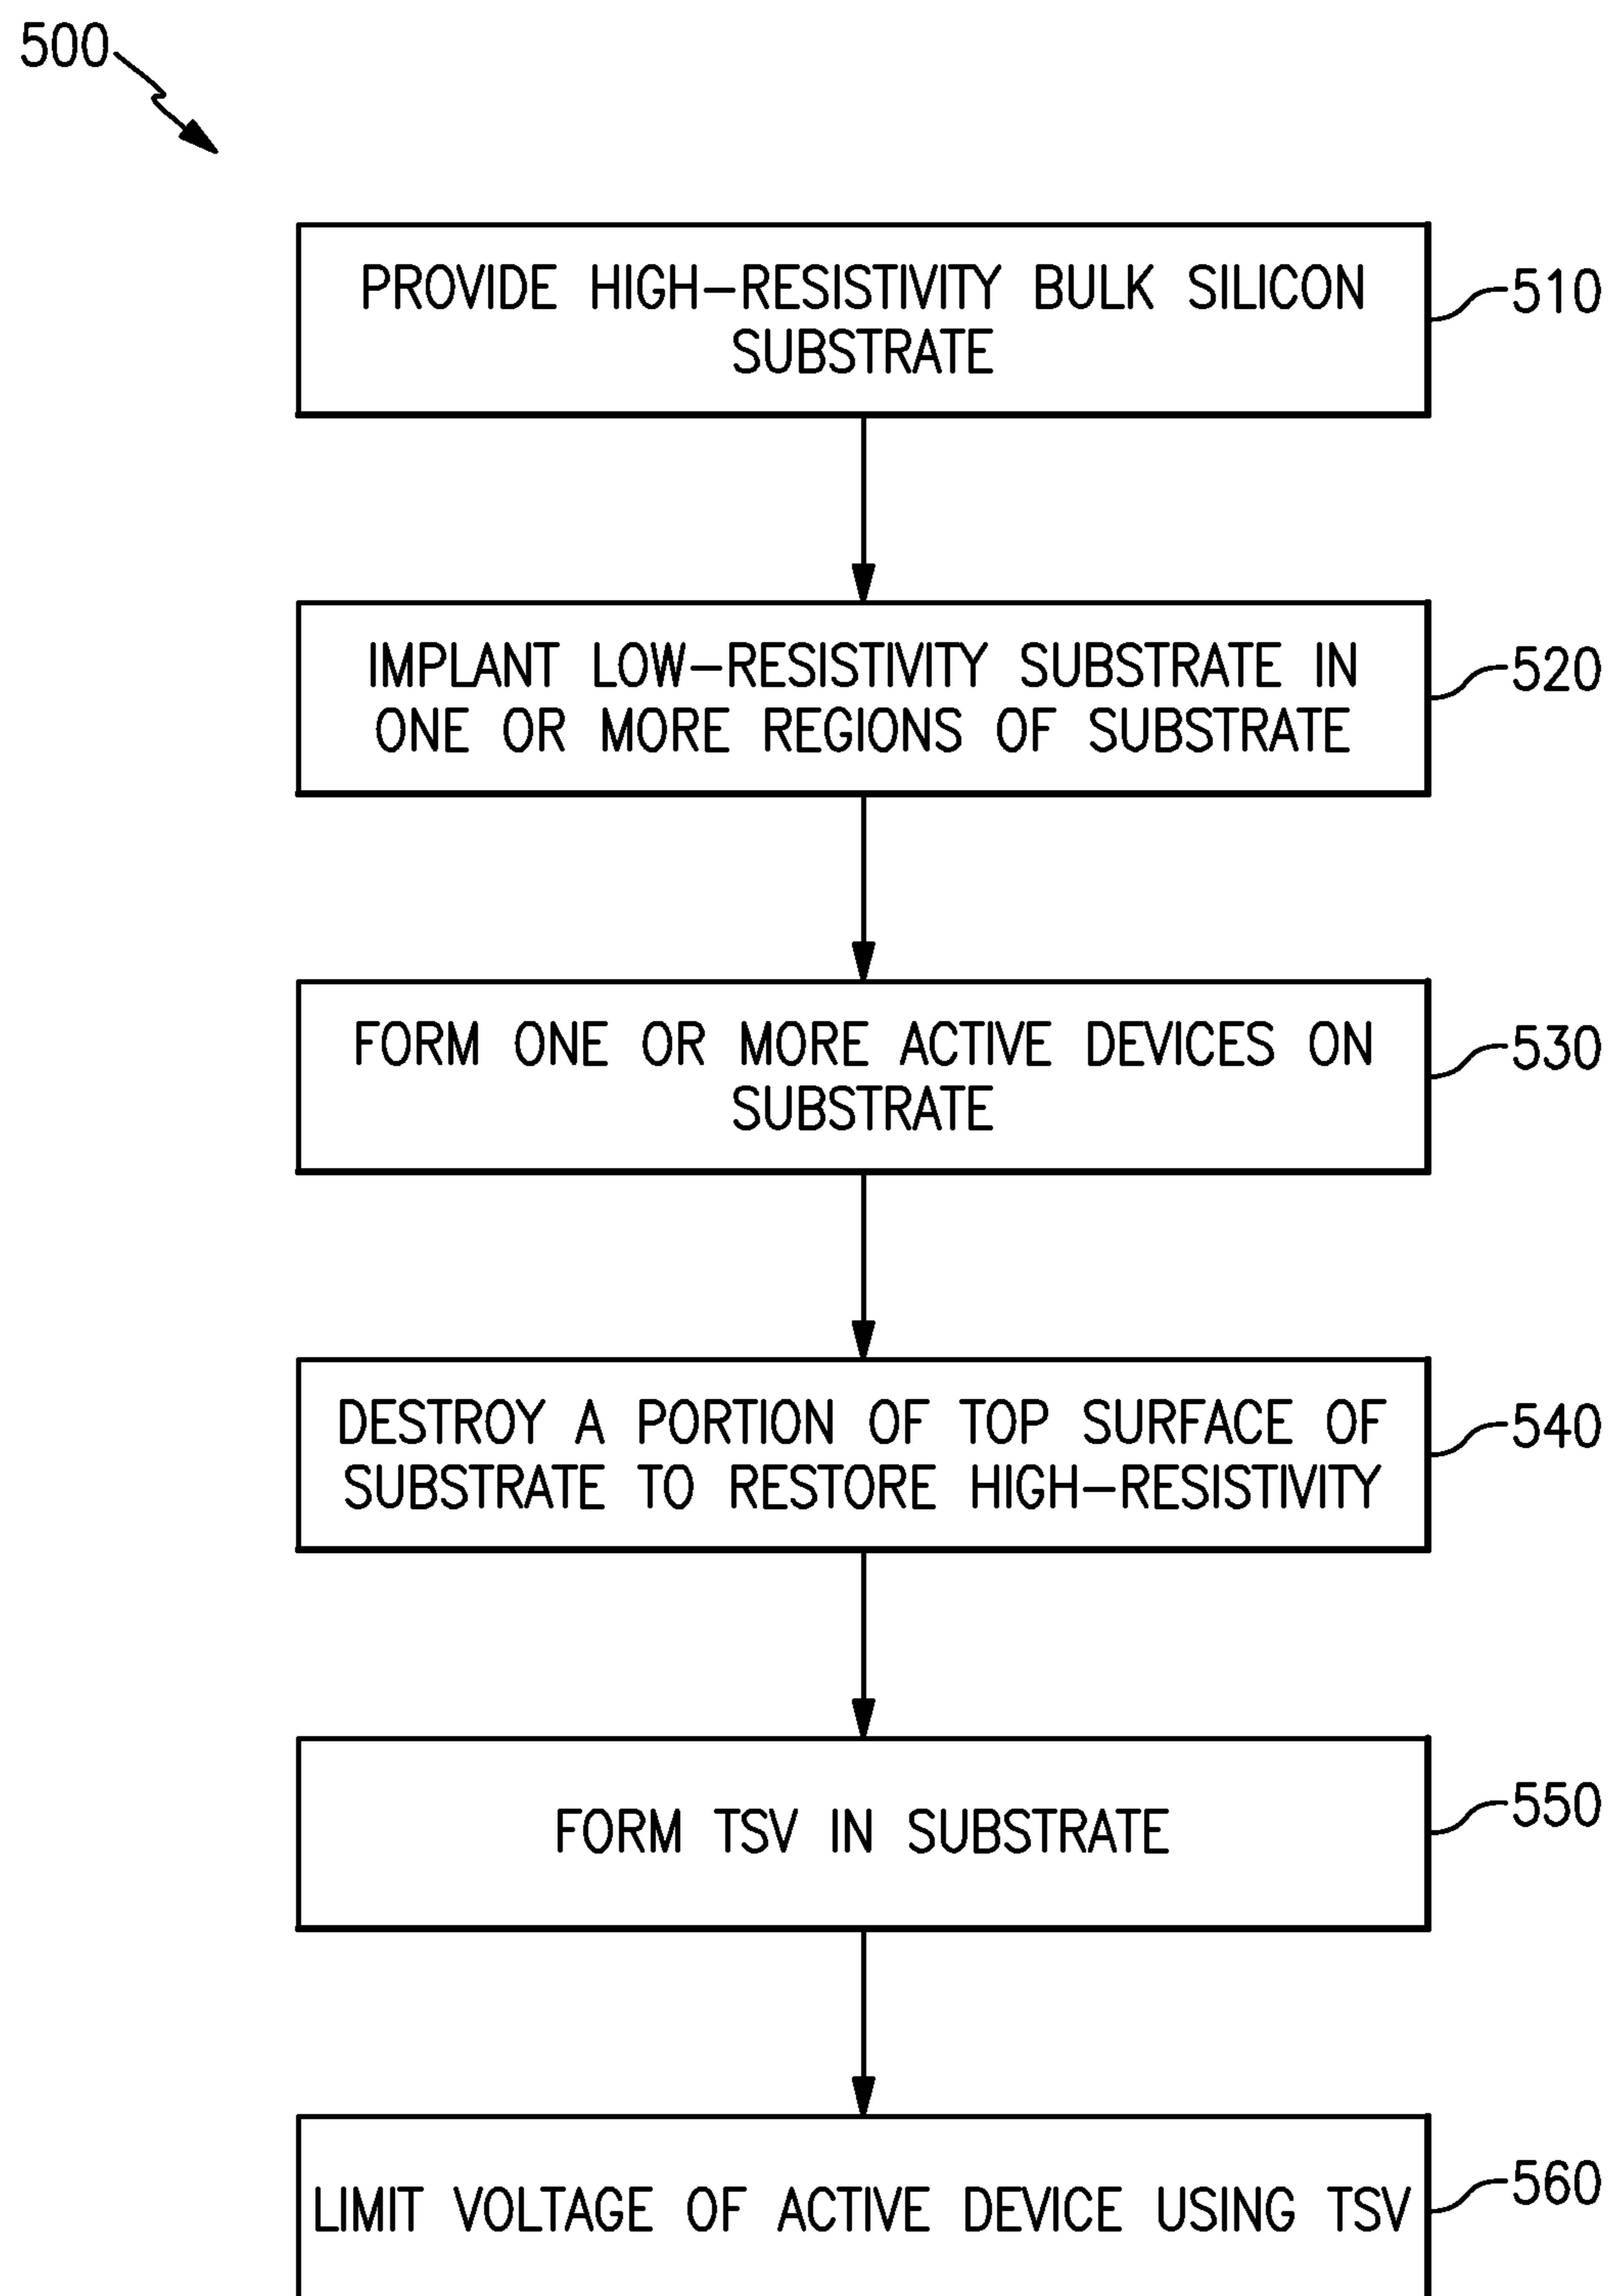 500
PROVIDE HIGH-RESISTIVITY BULK SILICON
SUBSTRATE
510
IMPLANT LOW-RESISTIVITY SUBSTRATE IN
ONE OR MORE REGIONS OF SUBSTRATE
520
FORM ONE OR MORE ACTIVE DEVICES ON
SUBSTRATE
530
DESTROY A PORTION OF TOP SURFACE OF
SUBSTRATE TO RESTORE HIGH-RESISTIVITY
540
FORM TSV IN SUBSTRATE
550
LIMIT VOLTAGE OF ACTIVE DEVICE USING TSV
560